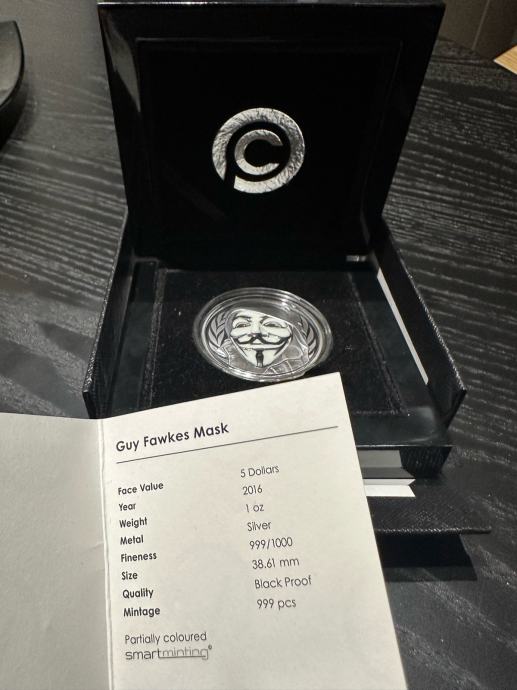 Guy Fawkes Mask
Face Value 5 Dollars
Year 2016
Weight 1 oz
Metal Silver
Fineness 999/1000
Size 38.61 mm
Quality Black Proof
Mintage 999 pcs
Partially coloured
smartminting®